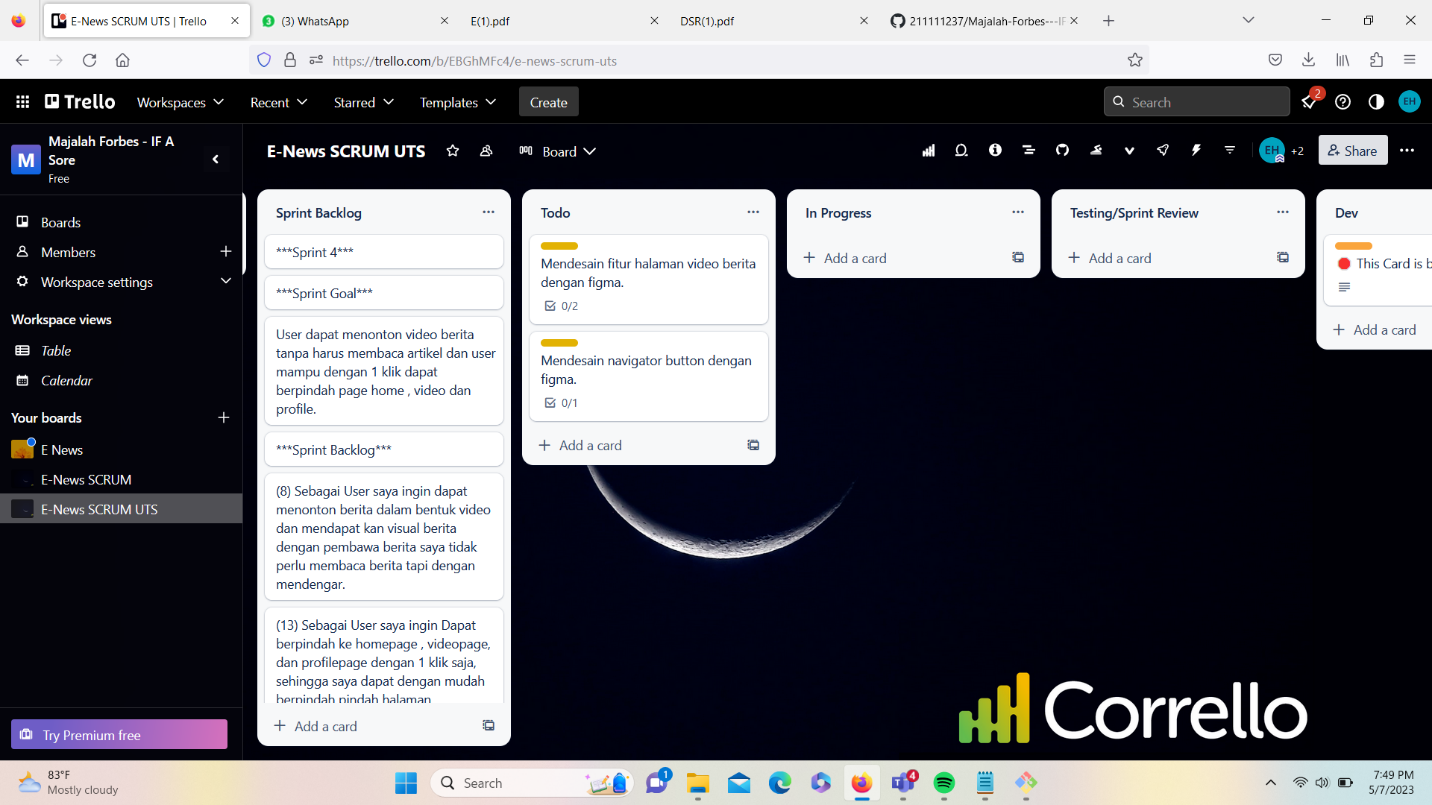 E-News SCRUM UTS | Trello
3
(3) WhatsApp
E(1).pdf
DSR(1).pdf
211111237/Majalah-Forbes---IF
https://trello.com/b/EBGhMFc4/e-news-scrum-uts
Trello
Workspaces
Recent
Starred
Templates
Create
Search
2
EH
M
Majalah Forbes - IF A
Sore
Free
E-News SCRUM UTS
Board
EH
+2
Share
Boards
Members
Workspace settings
Workspace views
Table
Calendar
Your boards
E News
E-News SCRUM
E-News SCRUM UTS
Try Premium free
Sprint Backlog
***Sprint 4***
***Sprint Goal***
User dapat menonton video berita
tanpa harus membaca artikel dan user
mampu dengan 1 klik dapat
berpindah page home , video dan
profile.
***Sprint Backlog***
(8) Sebagai User saya ingin dapat
menonton berita dalam bentuk video
dan mendapat kan visual berita
dengan pembawa berita saya tidak
perlu membaca berita tapi dengan
mendengar.
(13) Sebagai User saya ingin Dapat
berpindah ke homepage , videopage,
dan profilepage dengan 1 klik saja,
sehingga saya dapat dengan mudah
berpindah pindah halaman
Add a card
Todo
Mendesain fitur halaman video berita
dengan figma.
0/2
Mendesain navigator button dengan
figma.
0/1
Add a card
In Progress
Add a card
Testing/Sprint Review
Add a card
Dev
This Card is b
Add a card
Corrello
83°F
Mostly cloudy
Search
1
4
7:49 PM
5/7/2023